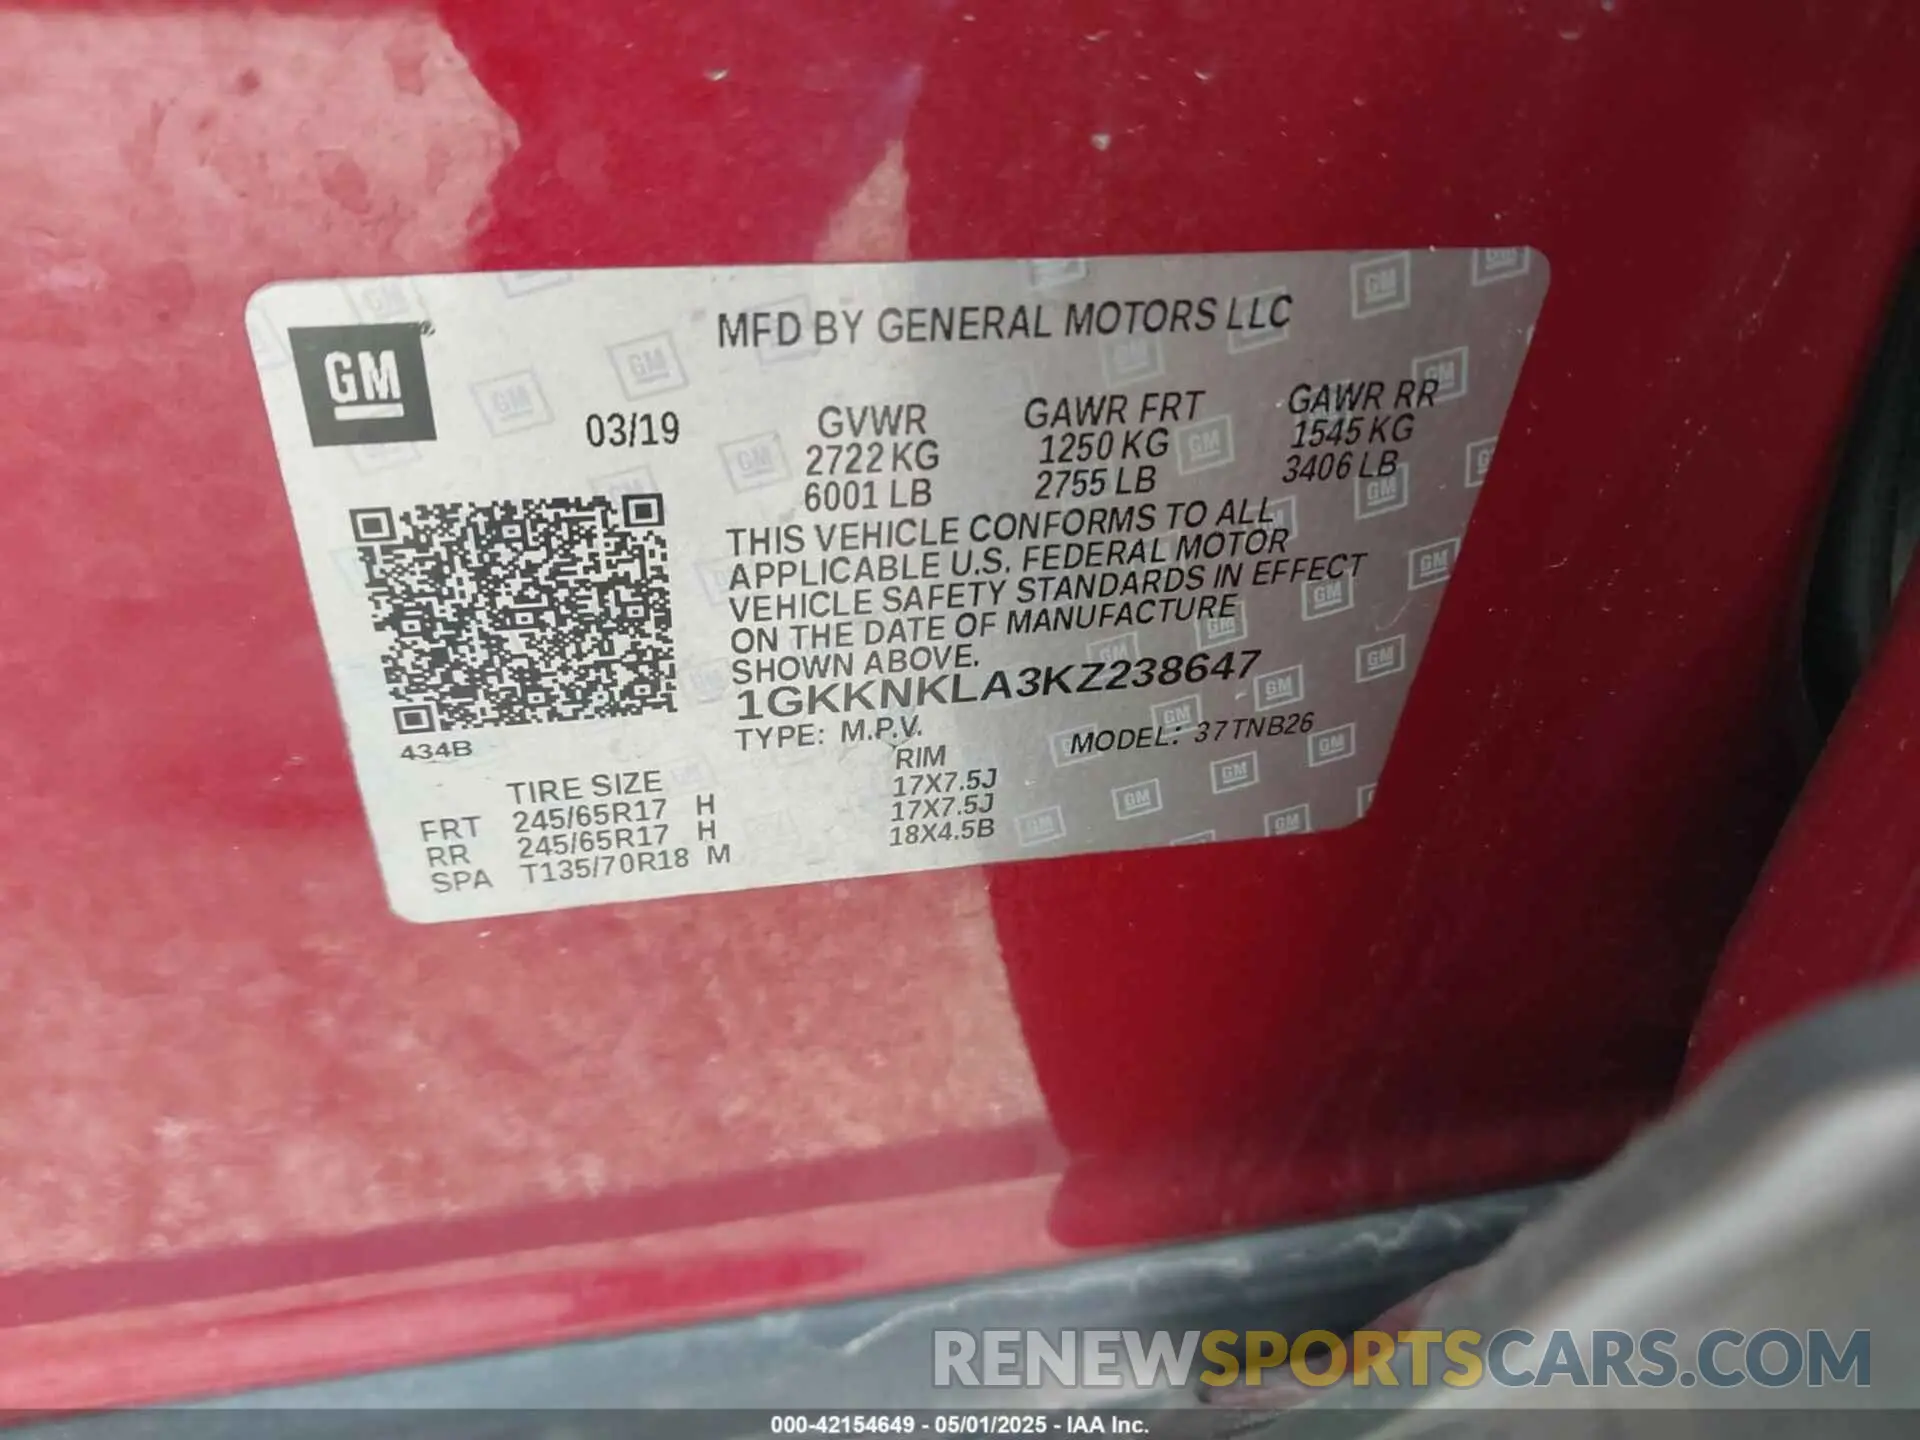 MFD BY GENERAL MOTORS LLC
GM
03/19
GVWR GAWR FRT GAWR RR
2722 KG 1250 KG 1545 KG
6001 LB 2755 LB 3406 LB
THIS VEHICLE CONFORMS TO ALL
APPLICABLE U.S. FEDERAL MOTOR
VEHICLE SAFETY STANDARDS IN EFFECT
ON THE DATE OF MANUFACTURE
SHOWN ABOVE.
1GKKNKLA3KZ238647
TYPE: M.P.V. MODEL: 37TNB26
434B
TIRE SIZE RIM
FRT 245/65R17 H 17X7.5J
RR 245/65R17 H 17X7.5J
SPA T135/70R18 M 18X4.5B
RENEWSPORTSCARS.COM
000-42154649 - 05/01/2025 - IAA Inc.